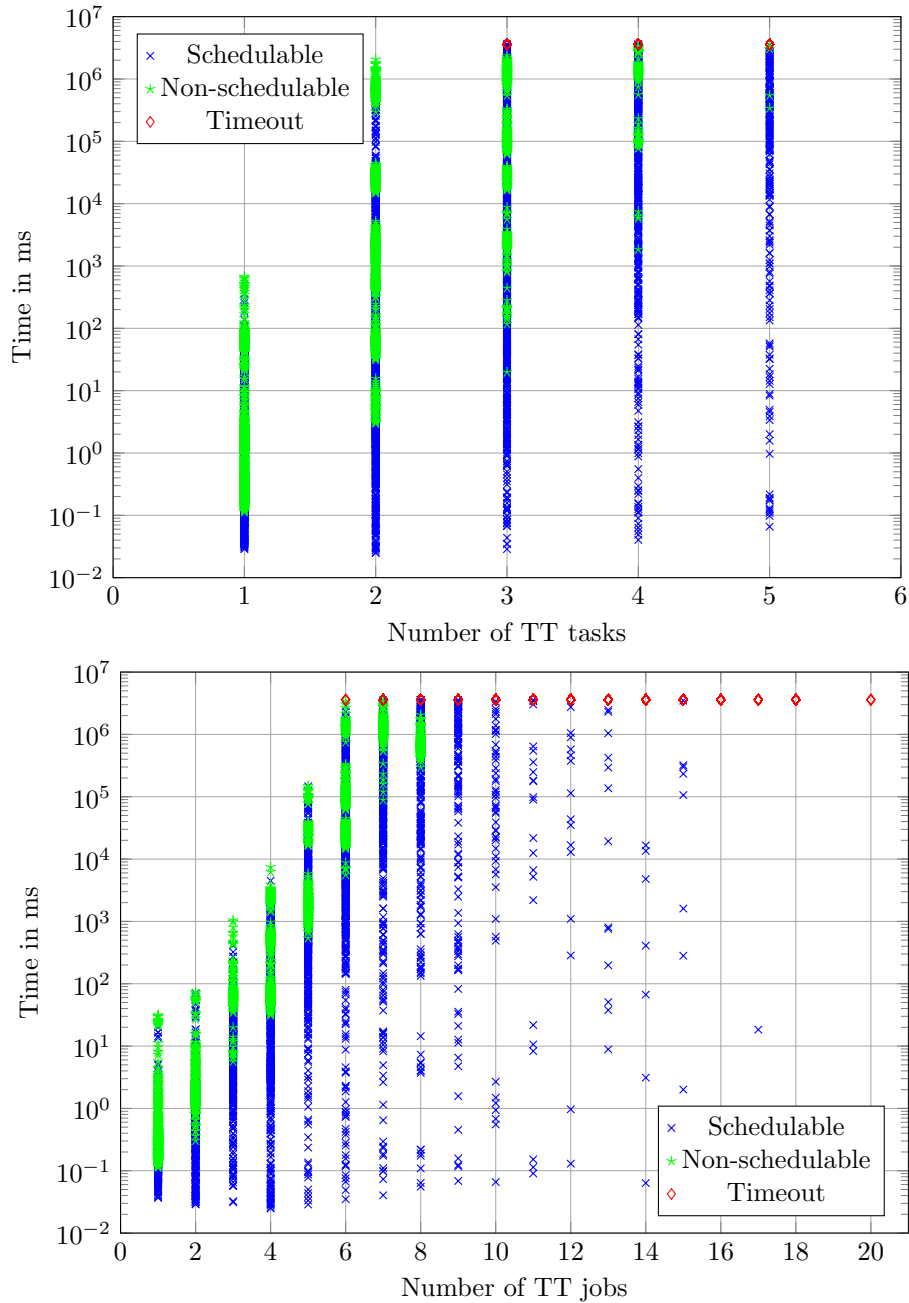 10^7
10^6
10^5
10^4
10^3
10^2
10^1
10^0
10^−1
10^−2
Time in ms
Schedulable
Non-schedulable
Timeout
0 1 2 3 4 5 6
Number of TT tasks
10^7
10^6
10^5
10^4
10^3
10^2
10^1
10^0
10^−1
10^−2
Time in ms
Schedulable
Non-schedulable
Timeout
0 2 4 6 8 10 12 14 16 18 20
Number of TT jobs